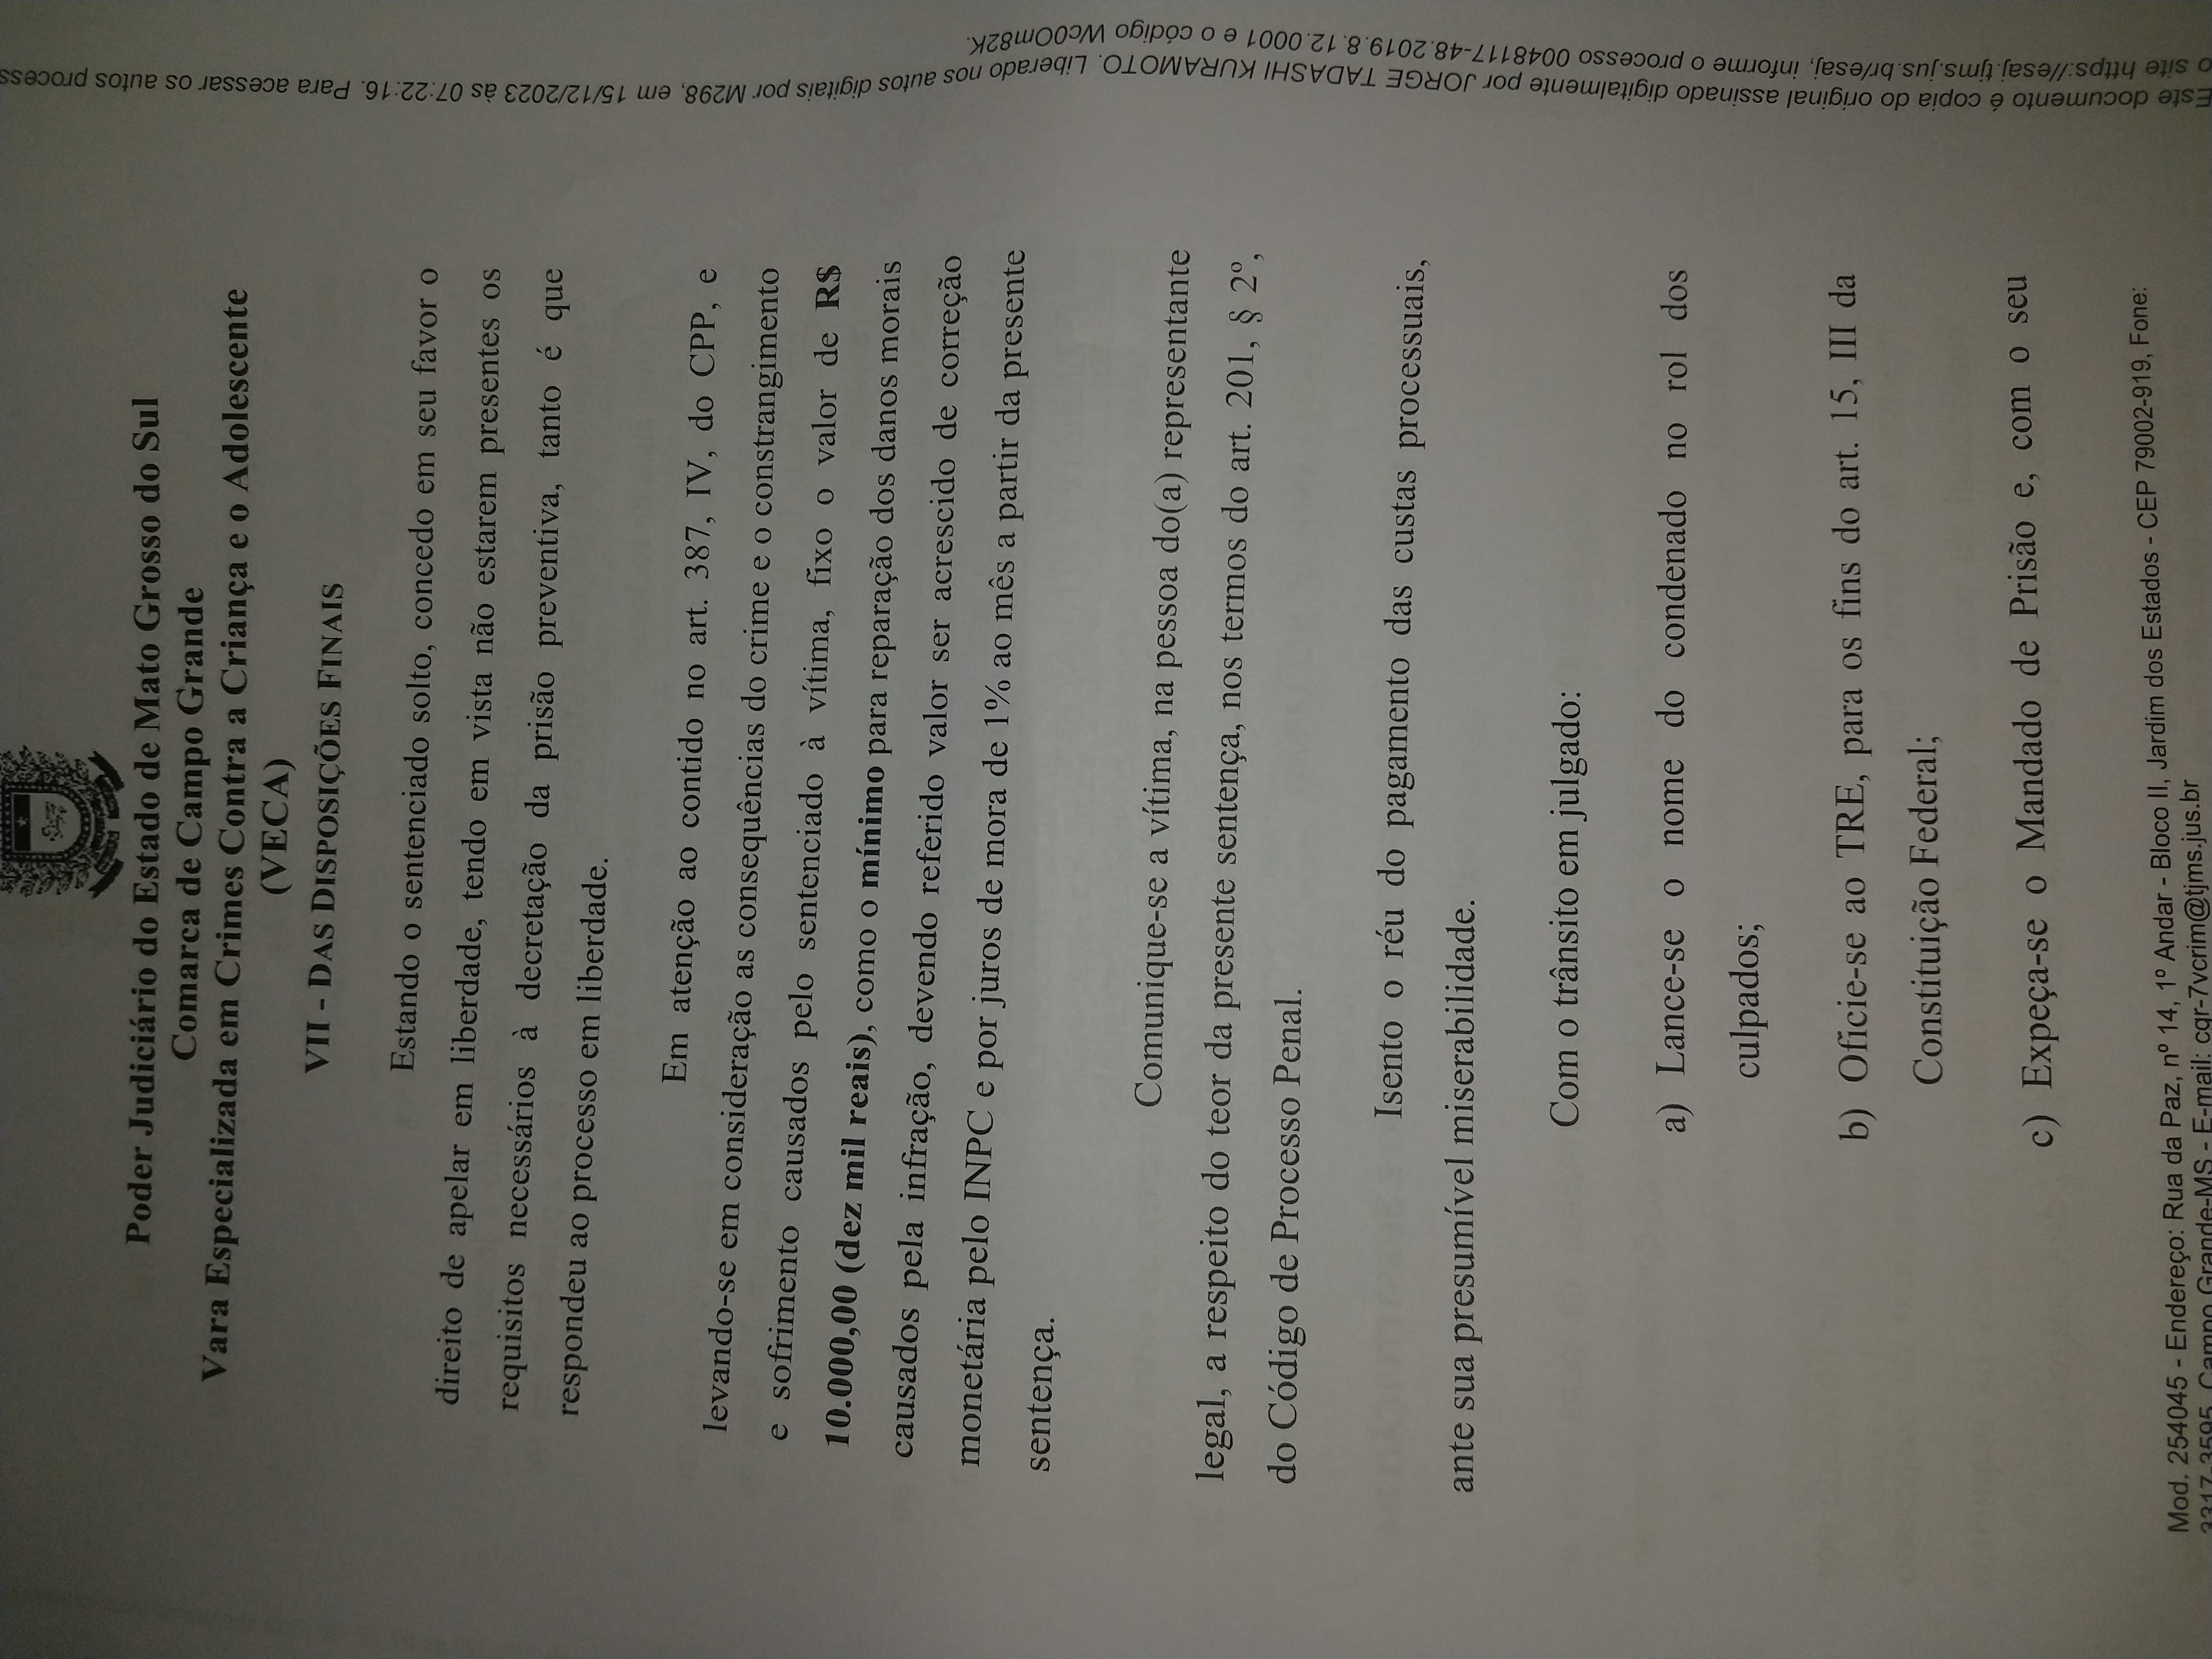 Poder Judiciário do Estado de Mato Grosso do Sul
Comarca de Campo Grande
Vara Especializada em Crimes Contra a Criança e o Adolescente
(VECA)
VII - DAS DISPOSIÇÕES FINAIS
Estando o sentenciado solto, concedo em seu favor o
direito de apelar em liberdade, tendo em vista não estarem presentes os
requisitos necessários à decretação da prisão preventiva, tanto é que
respondeu ao processo em liberdade.
Em atenção ao contido no art. 387, IV, do CPP, e
levando-se em consideração as consequências do crime e o constrangimento
e sofrimento causados pelo sentenciado à vítima, fixo o valor de R$
10.000,00 (dez mil reais), como o mínimo para reparação dos danos morais
causados pela infração, devendo referido valor ser acrescido de correção
monetária pelo INPC e por juros de mora de 1% ao mês a partir da presente
sentença.
Comunique-se a vítima, na pessoa do(a) representante
legal, a respeito do teor da presente sentença, nos termos do art. 201, § 2º,
do Código de Processo Penal.
Isento o réu do pagamento das custas processuais,
ante sua presumível miserabilidade.
Com o trânsito em julgado:
a) Lance-se o nome do condenado no rol dos
culpados;
b) Oficie-se ao TRE, para os fins do art. 15, III da
Constituição Federal;
c) Expeça-se o Mandado de Prisão e, com o seu
Mod. 254045 - Endereço: Rua da Paz, nº 14, 1º Andar - Bloco II, Jardim dos Estados - CEP 79002-919, Fone:
3317-3595, Campo Grande-MS - E-mail: cgr-7vcrim@tjms.jus.br
Este documento é copia do original assinado digitalmente por JORGE TADASHI KURAMOTO. Liberado nos autos digitais por M298, em 15/12/2023 às 07:22:16. Para acessar os autos process
o site https://esaj.tjms.jus.br/esaj, informe o processo 0048117-48.2019.8.12.0001 e o código Wc0Om82K.